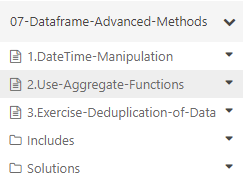 07-Dataframe-Advanced-Methods
1.DateTime-Manipulation
2.Use-Aggregate-Functions
3.Exercise-Deduplication-of-Data
Includes
Solutions